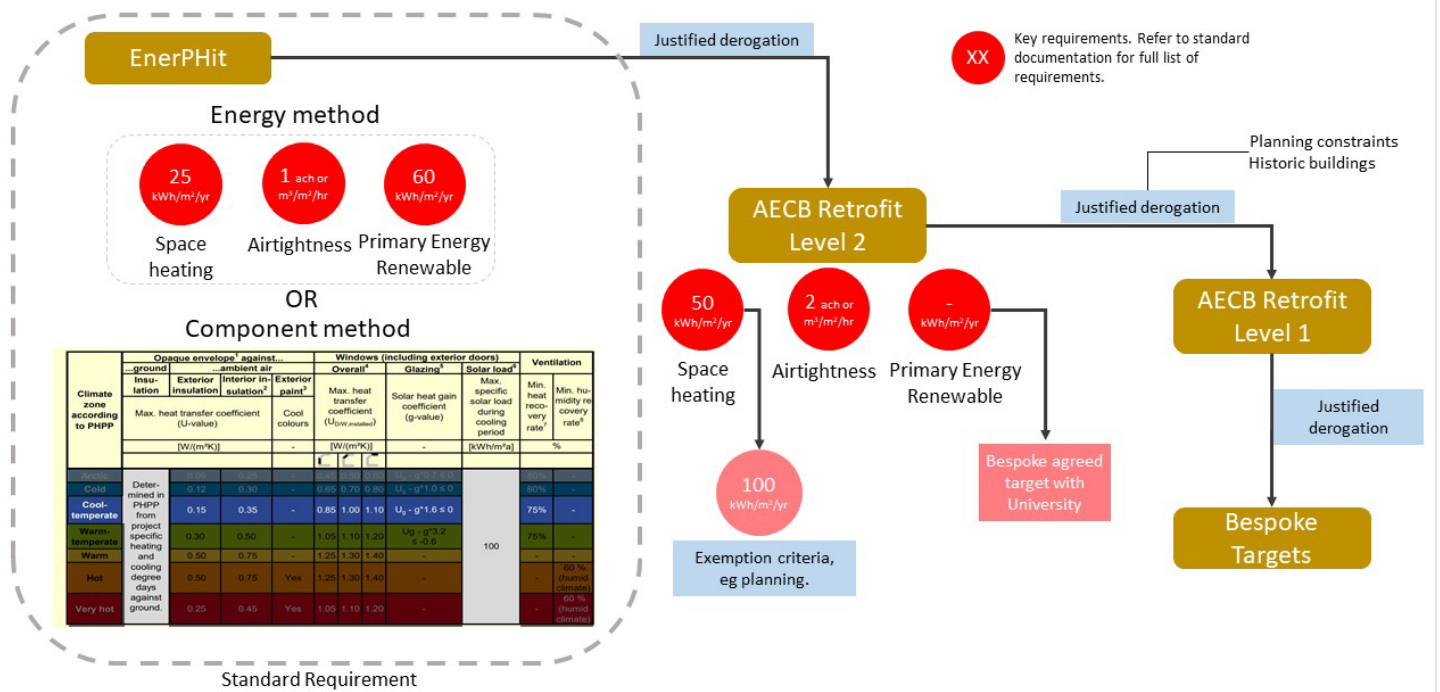 EnerPHit
Justified derogation
XX
Key requirements. Refer to standard
documentation for full list of
requirements.
Energy method
25
kWh/m²/yr
Space
heating
1 ach or
m³/m²/hr
Airtightness
60
kWh/m²/yr
Primary Energy
Renewable
OR
Component method
Climate
zone
according
to PHPP
Opaque envelope¹ against...
...ground
...ambient air
Insu-
lation
Exterior
insulation
Interior in-
sulation²
Exterior
paint³
Max. heat transfer coefficient
(U-value)
Cool
colours
[W/(m²K)]
-
Windows (including exterior doors)
Overall⁴
Glazing⁵
Solar load⁶
Max. heat
transfer
coefficient
(U_D/W,installed)
Solar heat gain
coefficient
(g-value)
Max.
specific
solar load
during
cooling
period
[W/(m²K)]
-
[kWh/m²a]
Ventilation
Min.
heat
reco-
very
rate⁷
Min. hu-
midity re
covery
rate⁸
%
Deter-
mined in
PHPP
from
project
specific
heating
and
cooling
degree
days
against
ground.
Arctic
80%
-
Cold 0.12 0.30 - 0.65 0.70 0.80 Ug - g*1.0 ≤ 0 80% -
Cool-
temperate 0.15 0.35 - 0.85 1.00 1.10 Ug - g*1.6 ≤ 0 75% -
Warm-
temperate 0.30 0.50 - 1.05 1.10 1.20 Ug - g*3.2
≤ -0.6 75% -
100
Warm 0.50 0.75 - 1.25 1.30 1.40 - - -
Hot 0.50 0.75 Yes 1.25 1.30 1.40 - - 60 %
(humid
climate)
Very hot 0.25 0.45 Yes 1.05 1.10 1.20 - - 60 %
(humid
climate)
Standard Requirement
AECB Retrofit
Level 2
50
kWh/m²/yr
Space
heating
2 ach or
m³/m²/hr
Airtightness
-
kWh/m²/yr
Primary Energy
Renewable
100
kWh/m²/yr
Exemption criteria,
eg planning.
Bespoke agreed
target with
University
Planning constraints
Historic buildings
Justified derogation
AECB Retrofit
Level 1
Justified
derogation
Bespoke
Targets